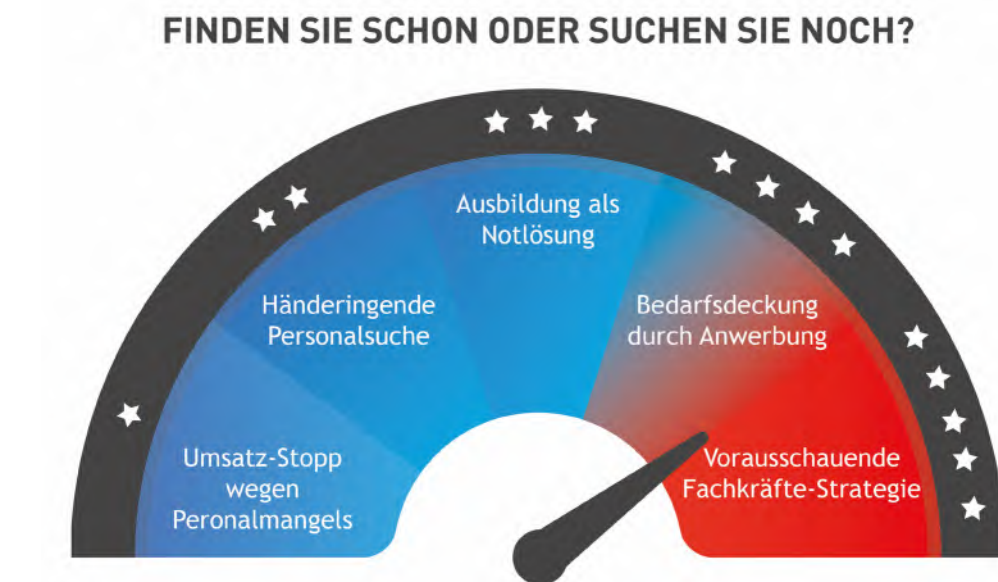 FINDEN SIE SCHON ODER SUCHEN SIE NOCH?
Umsatz-Stopp
wegen
Peronalmangels
Händeringende
Personalsuche
Ausbildung als
Notlösung
Bedarfsdeckung
durch Anwerbung
Vorausschauende
Fachkräfte-Strategie